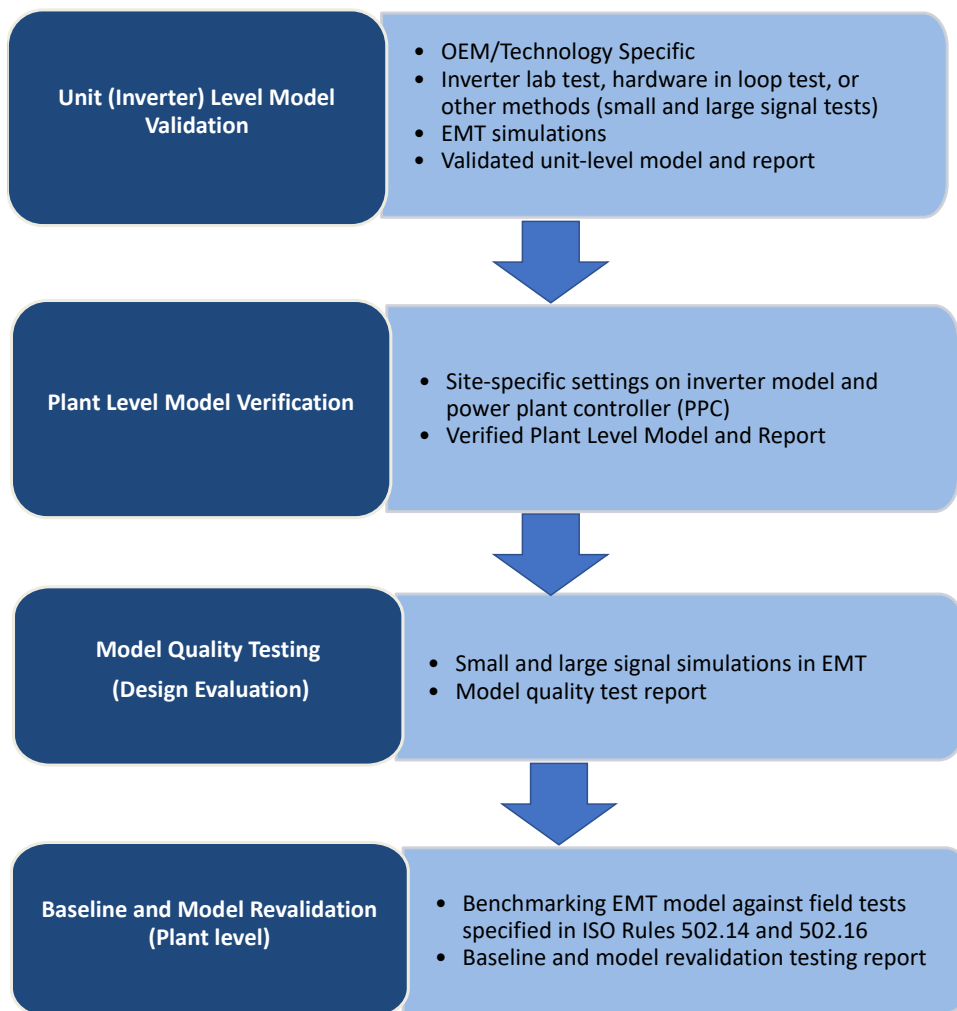 Unit (Inverter) Level Model
Validation
• OEM/Technology Specific
• Inverter lab test, hardware in loop test, or
other methods (small and large signal tests)
• EMT simulations
• Validated unit-level model and report
Plant Level Model Verification
• Site-specific settings on inverter model and
power plant controller (PPC)
• Verified Plant Level Model and Report
Model Quality Testing
(Design Evaluation)
• Small and large signal simulations in EMT
• Model quality test report
Baseline and Model Revalidation
(Plant level)
• Benchmarking EMT model against field tests
specified in ISO Rules 502.14 and 502.16
• Baseline and model revalidation testing report